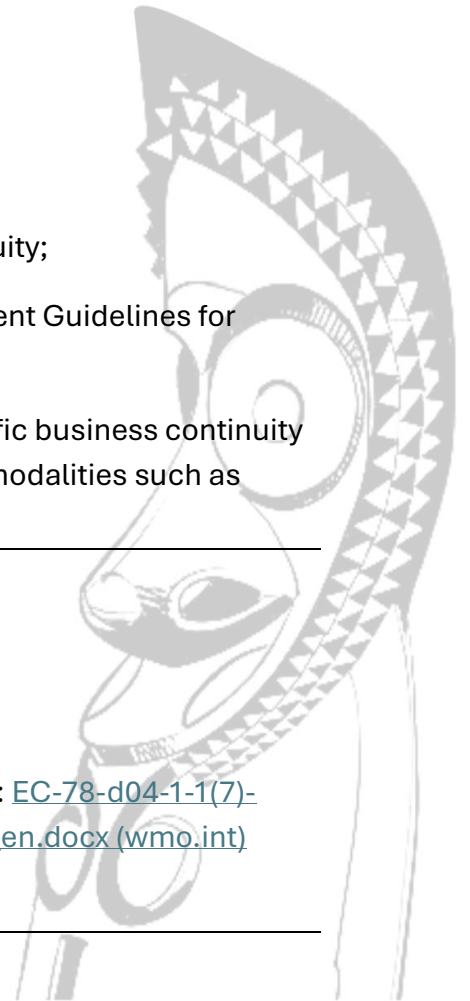 uity;
ent Guidelines for
fic business continuity
nodalities such as
: EC-78-d04-1-1(7)-
en.docx (wmo.int)